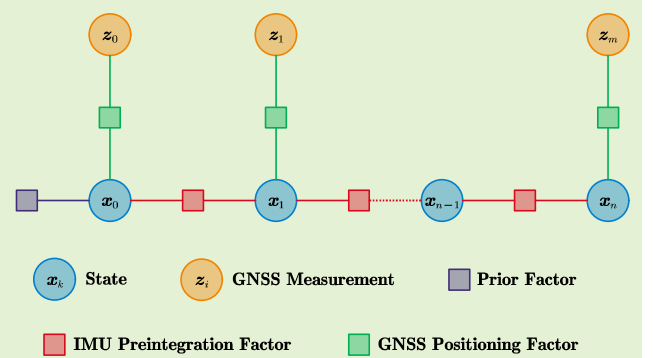 z₀ z₁ zₘ
x₀ x₁ xₙ₋₁ xₙ
xₖ State zᵢ GNSS Measurement Prior Factor
IMU Preintegration Factor GNSS Positioning Factor